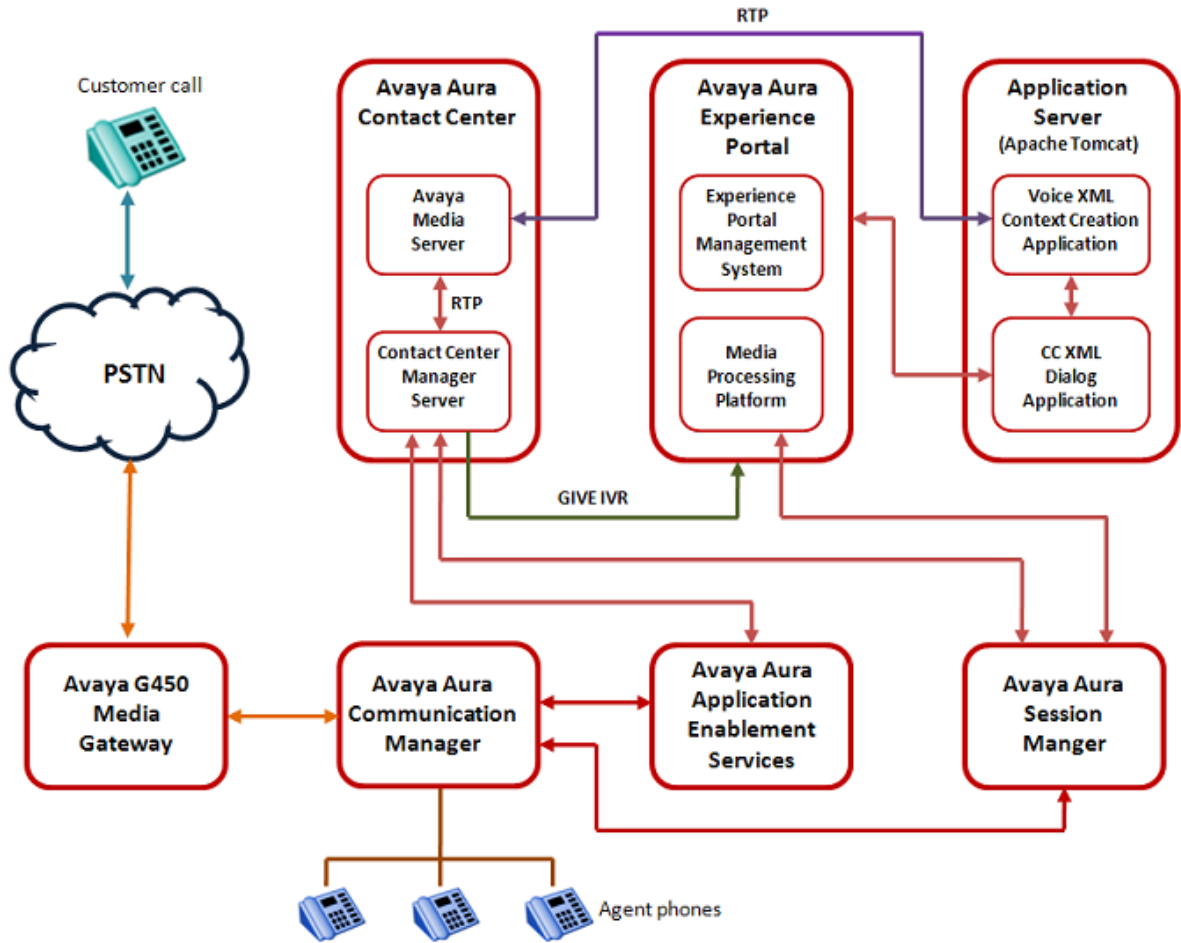 RTP
Customer call
Avaya Aura
Contact Center
Avaya
Media
Server
RTP
Contact Center
Manager
Server
Avaya Aura
Experience
Portal
Experience
Portal
Management
System
Media
Processing
Platform
Application
Server
(Apache Tomcat)
Voice XML
Context Creation
Application
CC XML
Dialog
Application
PSTN
GIVE IVR
Avaya G450
Media
Gateway
Avaya Aura
Communication
Manager
Avaya Aura
Application
Enablement
Services
Avaya Aura
Session
Manger
Agent phones